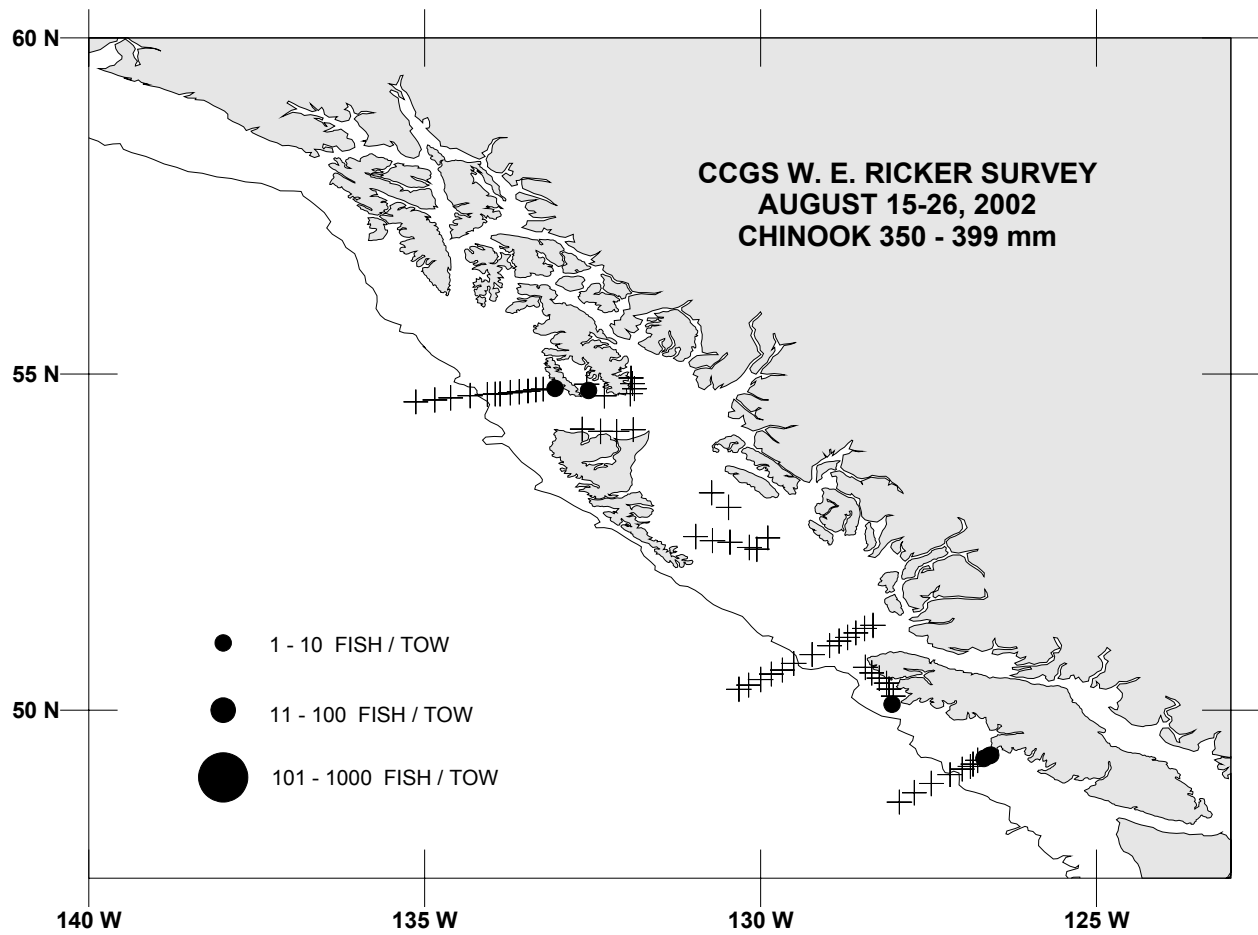 60 N
CCGS W. E. RICKER SURVEY
AUGUST 15-26, 2002
CHINOOK 350 - 399 mm
55 N
1 - 10 FISH / TOW
11 - 100 FISH / TOW
101 - 1000 FISH / TOW
50 N
140 W
135 W
130 W
125 W